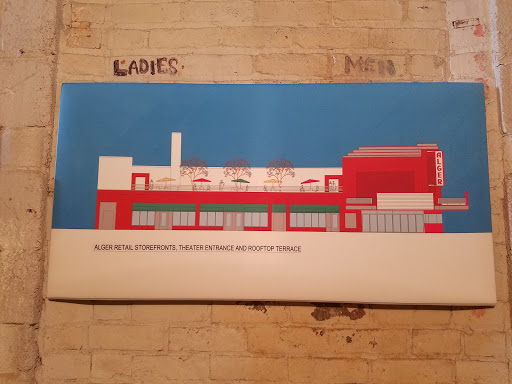 LADIES.
MEN
ALGER
ALGER RETAIL STOREFRONTS, THEATER ENTRANCE AND ROOFTOP TERRACE